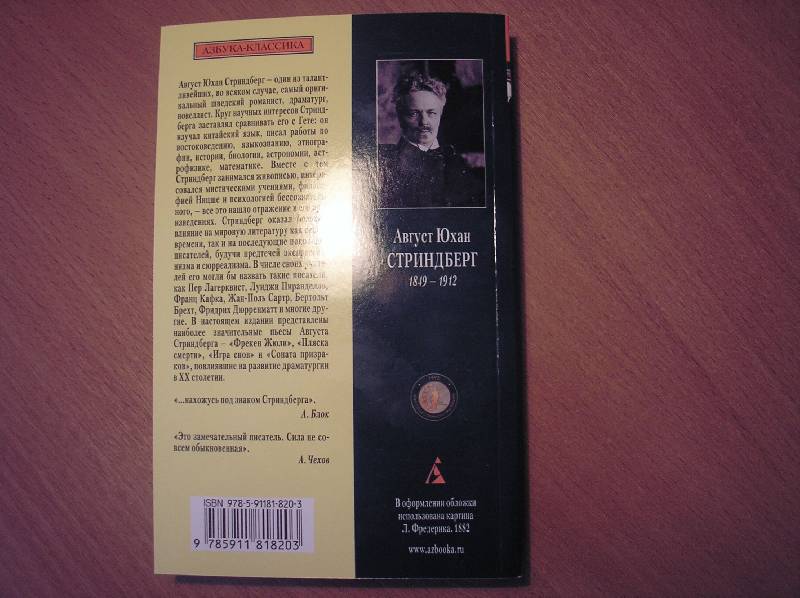 АЗБУКА-КЛАССИКА
Август Юхан Стриндберг – один из талант-
ливейших, во всяком случае, самый ориги-
нальный шведский романист, драматург,
новеллист. Круг научных интересов Стринд-
берга заставлял сравнивать его с Гете: он
изучал китайский язык, писал работы по
востоковедению, языкознанию, этногра-
фии, истории, биологии, астрономии, аст-
рофизике, математике. Вместе с тем
Стриндберг занимался живописью, интере-
совался мистическими учениями, филосо-
фией Ницше и психологией бессознатель-
ного, – все это нашло отражение в его
произведениях. Стриндберг оказал
влияние на мировую литературу как
времени, так и на последующие
писателей, будучи предтечей экспрессио-
низма и сюрреализма. В числе своих
лей его могли бы назвать такие писатели,
как Пер Лагерквист, Луиджи Пиранделло,
Франц Кафка, Жан-Поль Сартр, Бертольт
Брехт, Фридрих Дюрренматт и многие дру-
гие. В настоящем издании представлены
наиболее значительные пьесы Августа
Стриндберга – «Фрекен Жюли», «Пляска
смерти», «Игра снов» и «Соната призра-
ков», повлиявшие на развитие драматургии
в XX столетии.
«...нахожусь под знаком Стриндберга».
А. Блок
«Это замечательный писатель. Сила не со-
всем обыкновенная».
А. Чехов
ISBN 978-5-91181-820-3
9 785911 818203
Август Юхан
СТРИНДБЕРГ
1849 – 1912
В оформлении обложки
использована картина
Л. Фредерика. 1882
www.azbooka.ru